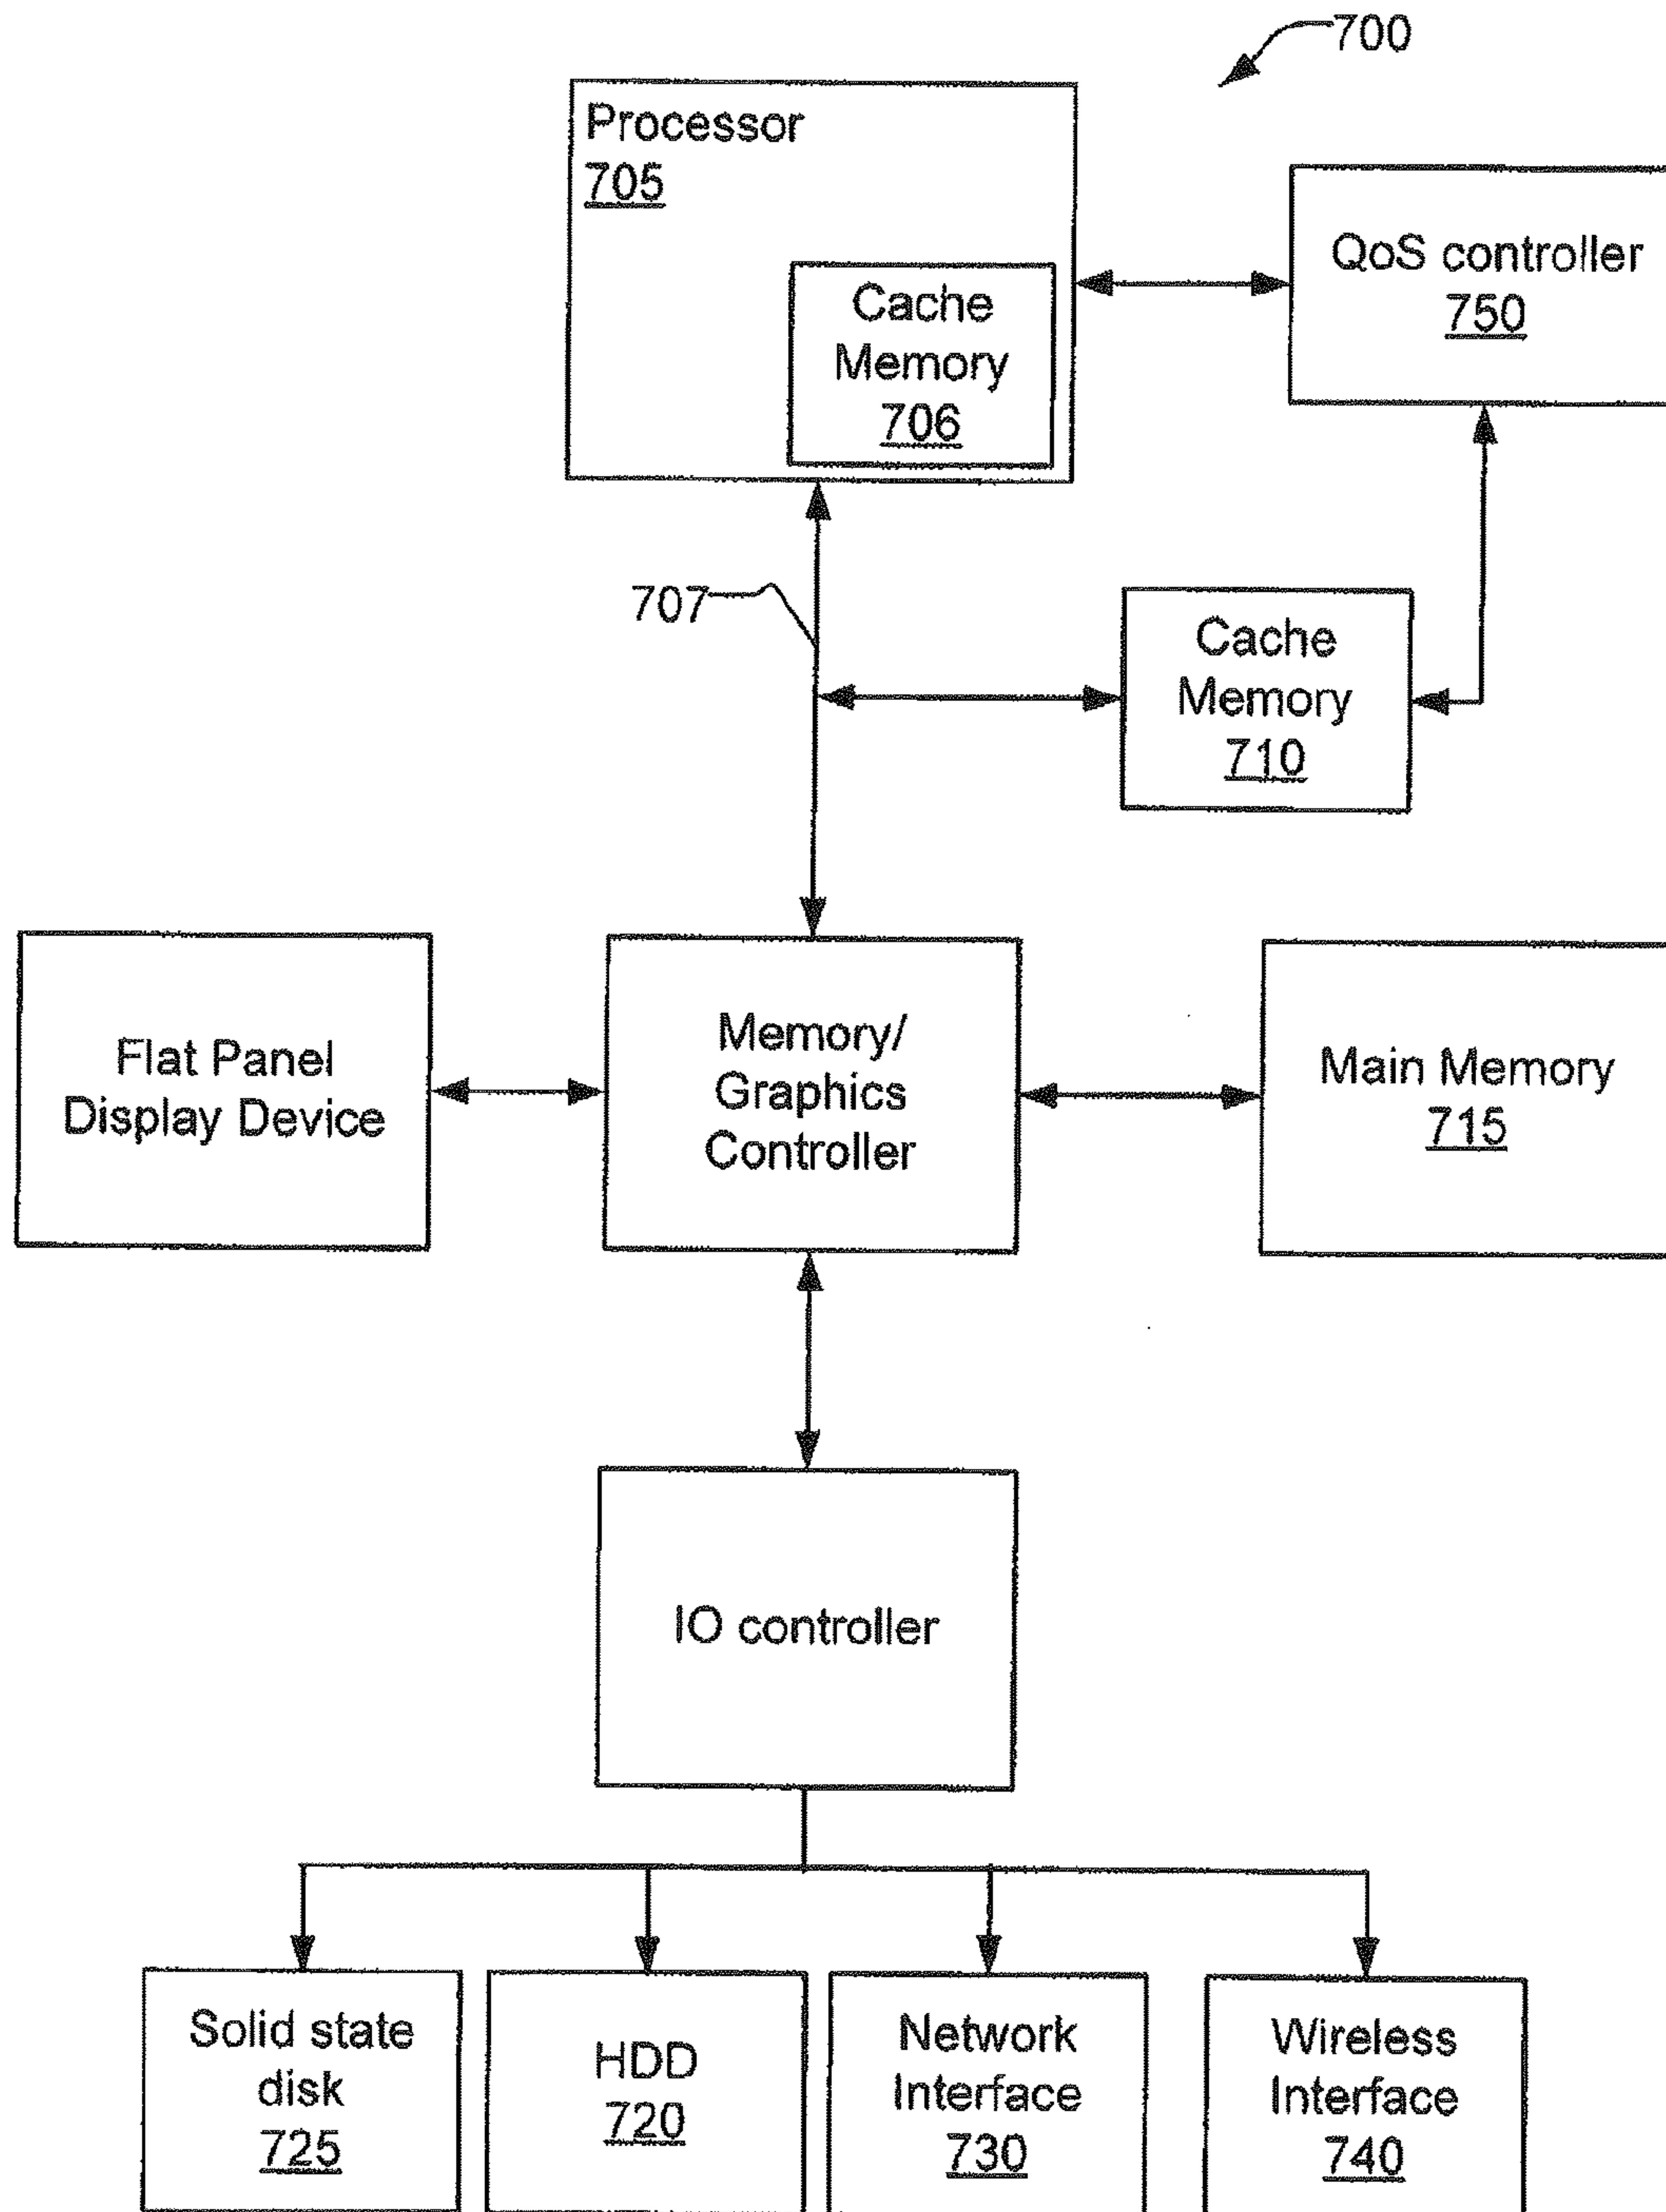 700
Processor
705
QoS controller
750
Cache
Memory
706
707
Cache
Memory
710
Flat Panel
Display Device
Memory/
Graphics
Controller
Main Memory
715
IO controller
Solid state
disk
725
HDD
720
Network
Interface
730
Wireless
Interface
740